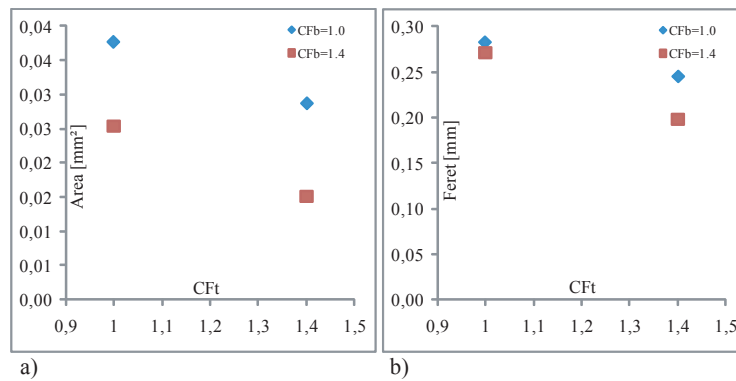 0,04
0,04
0,03
0,03
0,02
0,02
0,01
0,01
0,00
Area [mm²]
CFb=1.0
CFb=1.4
CFt
0,9 1 1,1 1,2 1,3 1,4 1,5
a)
0,30
0,25
0,20
0,15
0,10
0,05
0,00
Feret [mm]
CFb=1.0
CFb=1.4
CFt
0,9 1 1,1 1,2 1,3 1,4 1,5
b)